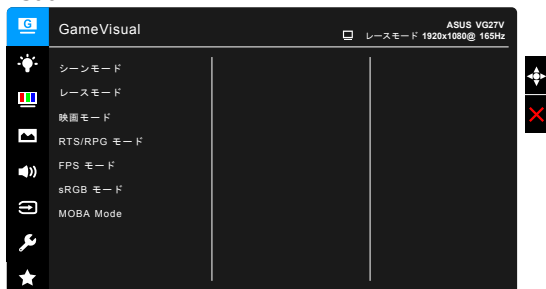 G
GameVisual
ASUS VG27V
レースモード 1920x1080@ 165Hz
シーンモード
レースモード
映画モード
RTS/RPG モード
FPS モード
sRGB モード
MOBA Mode